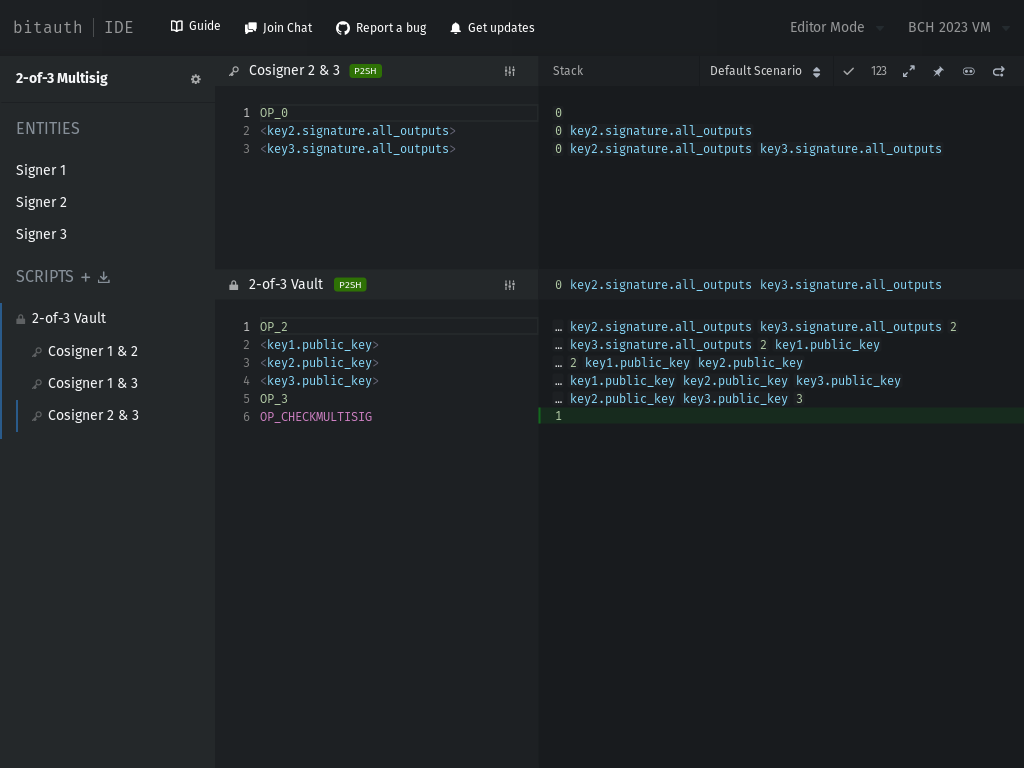 bitauth IDE Guide Join Chat Report a bug Get updates Editor Mode BCH 2023 VM
2-of-3 Multisig
ENTITIES
Signer 1
Signer 2
Signer 3
SCRIPTS +
2-of-3 Vault
Cosigner 1 & 2
Cosigner 1 & 3
Cosigner 2 & 3
Cosigner 2 & 3 P2SH
1 OP_0
2 <key2.signature.all_outputs>
3 <key3.signature.all_outputs>
Stack Default Scenario 123
0
0 key2.signature.all_outputs
0 key2.signature.all_outputs key3.signature.all_outputs
2-of-3 Vault P2SH
0 key2.signature.all_outputs key3.signature.all_outputs
1 OP_2
2 <key1.public_key>
3 <key2.public_key>
4 <key3.public_key>
5 OP_3
6 OP_CHECKMULTISIG
… key2.signature.all_outputs key3.signature.all_outputs 2
… key3.signature.all_outputs 2 key1.public_key
… 2 key1.public_key key2.public_key
… key1.public_key key2.public_key key3.public_key
… key2.public_key key3.public_key 3
1